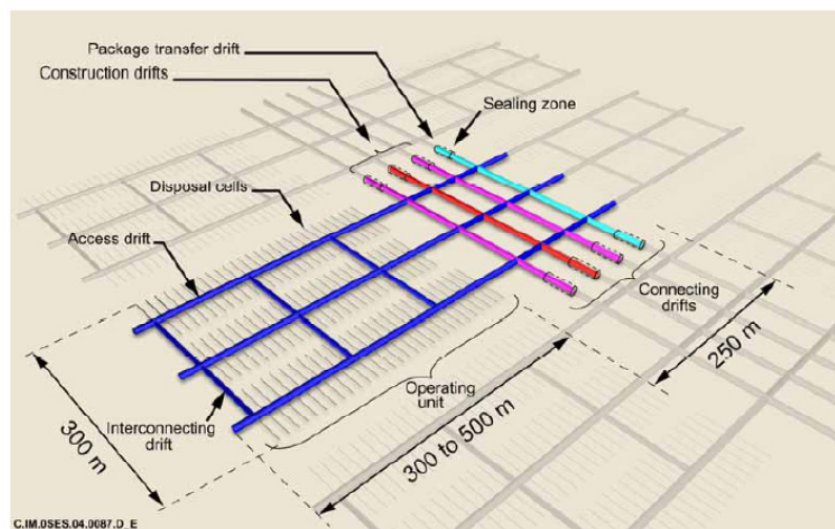 Package transfer drift
Construction drifts
Sealing zone
Disposal cells
Access drift
Connecting drifts
250 m
Operating unit
300 to 500 m
Interconnecting drift
300 m
C.IM.0SES.04.0087.D_E